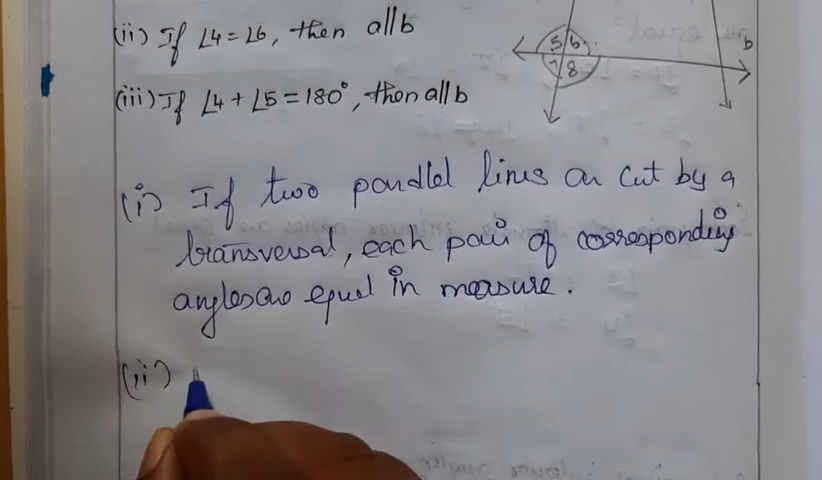 (ii) If ∠4 = ∠6, then a||b
(iii) If ∠4 + ∠5 = 180°, then a||b
5 6
7 8
b
(i) If two parallel lines are cut by a
transversal, each pair of corresponding
angles are equal in measure.
(ii)